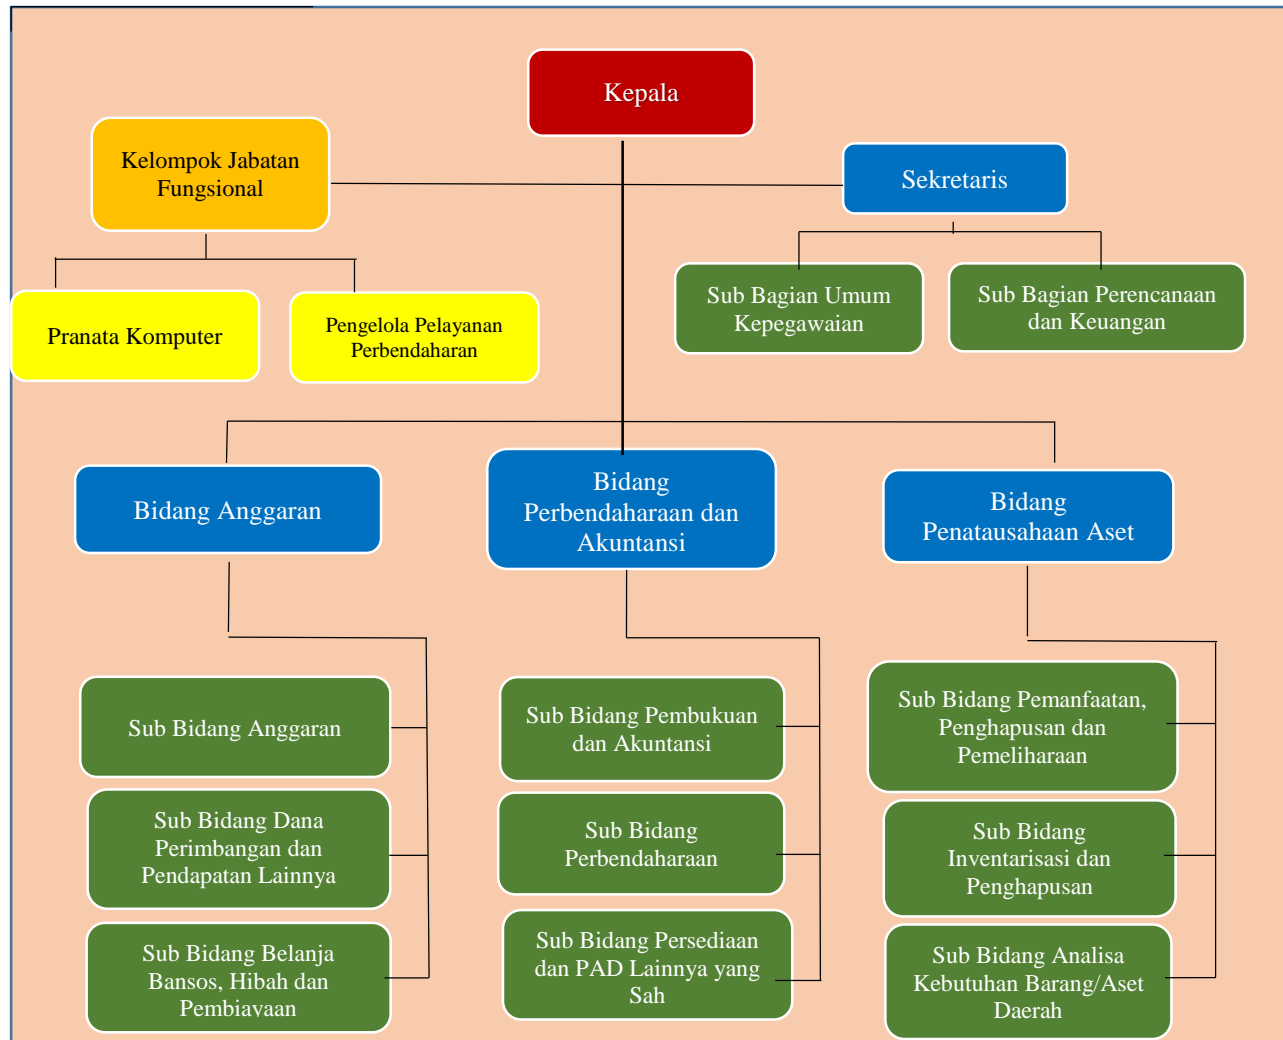 Kepala
Kelompok Jabatan
Fungsional
Sekretaris
Pranata Komputer
Pengelola Pelayanan
Perbendaharan
Sub Bagian Umum
Kepegawaian
Sub Bagian Perencanaan
dan Keuangan
Bidang Anggaran
Bidang
Perbendaharaan dan
Akuntansi
Bidang
Penatausahaan Aset
Sub Bidang Anggaran
Sub Bidang Dana
Perimbangan dan
Pendapatan Lainnya
Sub Bidang Belanja
Bansos, Hibah dan
Pembiayaan
Sub Bidang Pembukuan
dan Akuntansi
Sub Bidang
Perbendaharaan
Sub Bidang Persediaan
dan PAD Lainnya yang
Sah
Sub Bidang Pemanfaatan,
Penghapusan dan
Pemeliharaan
Sub Bidang
Inventarisasi dan
Penghapusan
Sub Bidang Analisa
Kebutuhan Barang/Aset
Daerah